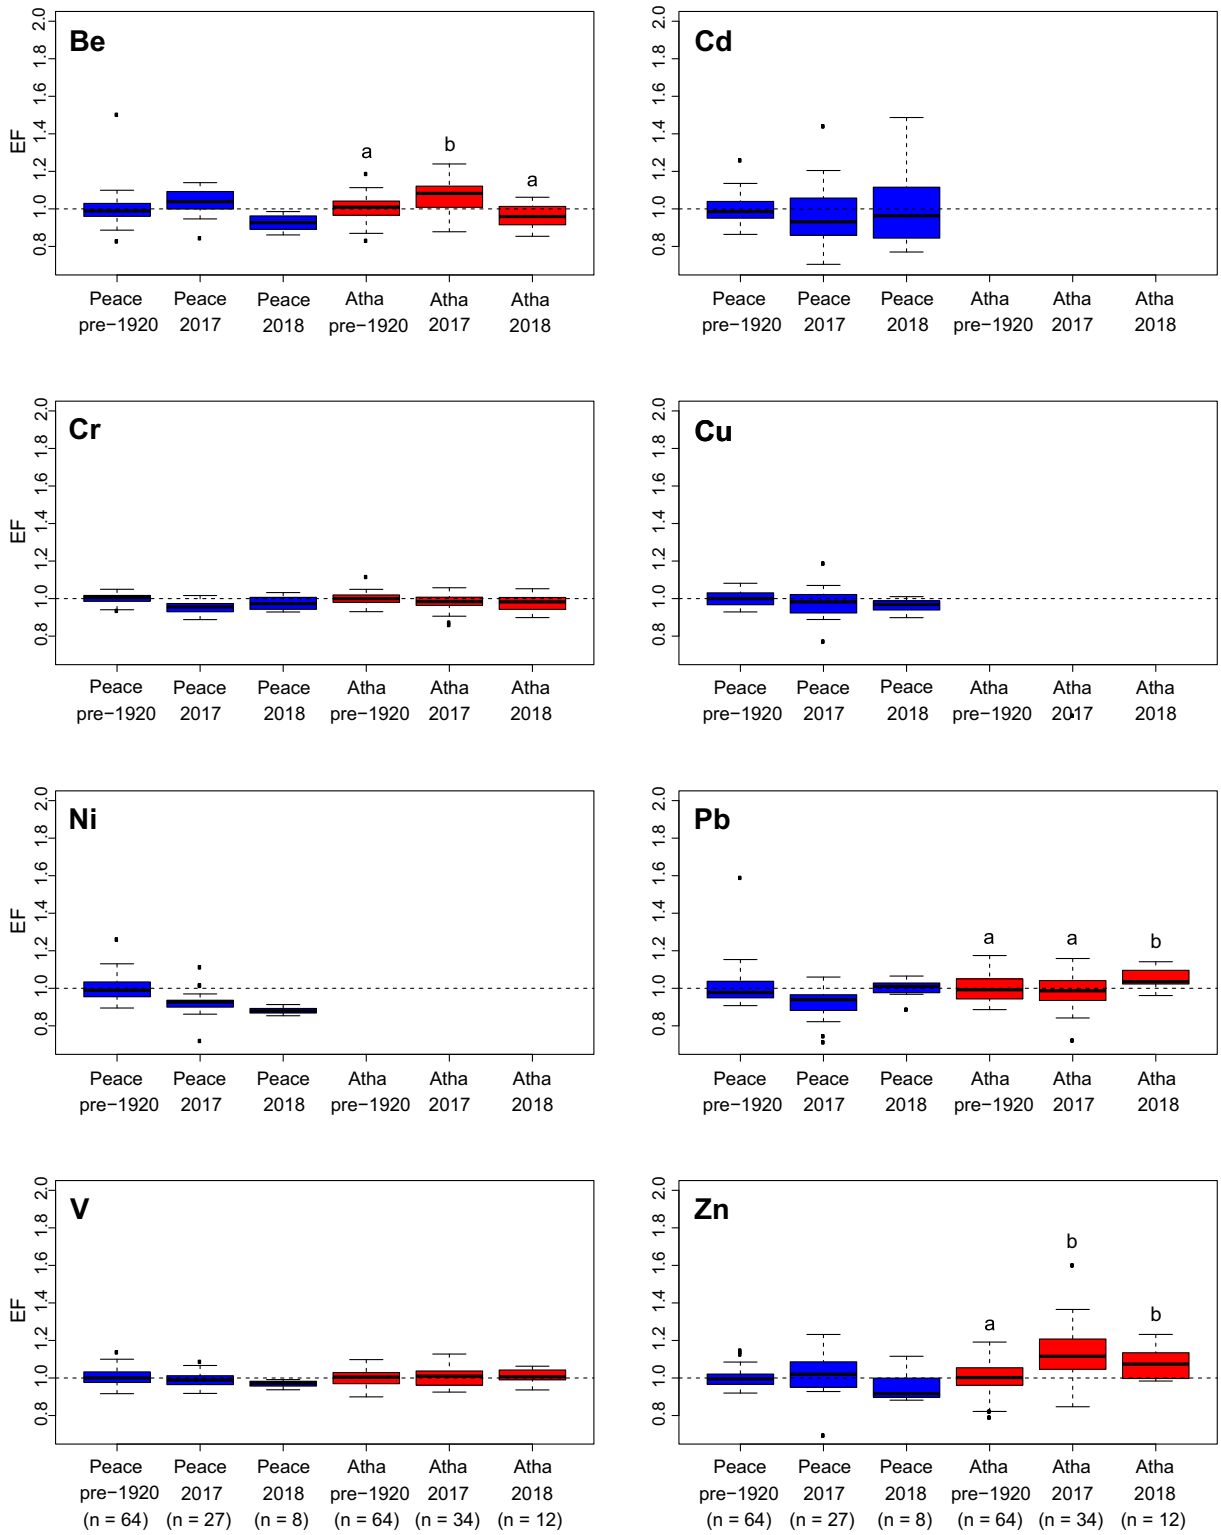 Be
EF
0.8 1.0 1.2 1.4 1.6 1.8 2.0
a b a
Peace Peace Peace Atha Atha Atha
pre−1920 2017 2018 pre−1920 2017 2018
Cd
0.8 1.0 1.2 1.4 1.6 1.8 2.0
Peace Peace Peace Atha Atha Atha
pre−1920 2017 2018 pre−1920 2017 2018
Cr
EF
0.8 1.0 1.2 1.4 1.6 1.8 2.0
Peace Peace Peace Atha Atha Atha
pre−1920 2017 2018 pre−1920 2017 2018
Cu
0.8 1.0 1.2 1.4 1.6 1.8 2.0
Peace Peace Peace Atha Atha Atha
pre−1920 2017 2018 pre−1920 2017 2018
Ni
EF
0.8 1.0 1.2 1.4 1.6 1.8 2.0
Peace Peace Peace Atha Atha Atha
pre−1920 2017 2018 pre−1920 2017 2018
Pb
0.8 1.0 1.2 1.4 1.6 1.8 2.0
a a b
Peace Peace Peace Atha Atha Atha
pre−1920 2017 2018 pre−1920 2017 2018
V
EF
0.8 1.0 1.2 1.4 1.6 1.8 2.0
Peace Peace Peace Atha Atha Atha
pre−1920 2017 2018 pre−1920 2017 2018
(n = 64) (n = 27) (n = 8) (n = 64) (n = 34) (n = 12)
Zn
0.8 1.0 1.2 1.4 1.6 1.8 2.0
a b b
Peace Peace Peace Atha Atha Atha
pre−1920 2017 2018 pre−1920 2017 2018
(n = 64) (n = 27) (n = 8) (n = 64) (n = 34) (n = 12)